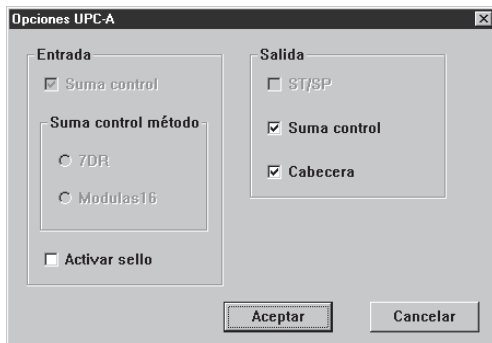 Opciones UPC-A
Entrada
Suma control
Suma control método
7DR
Modulas16
Activar sello
Salida
ST/SP
Suma control
Cabecera
Aceptar
Cancelar